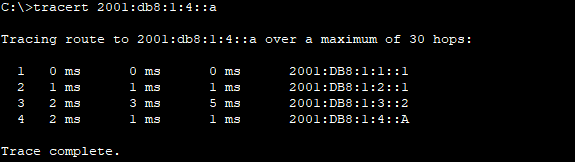 C:\>tracert 2001:db8:1:4::a
Tracing route to 2001:db8:1:4::a over a maximum of 30 hops:
1 0 ms 0 ms 0 ms 2001:DB8:1:1::1
2 1 ms 1 ms 1 ms 2001:DB8:1:2::1
3 2 ms 3 ms 5 ms 2001:DB8:1:3::2
4 2 ms 1 ms 1 ms 2001:DB8:1:4::A
Trace complete.